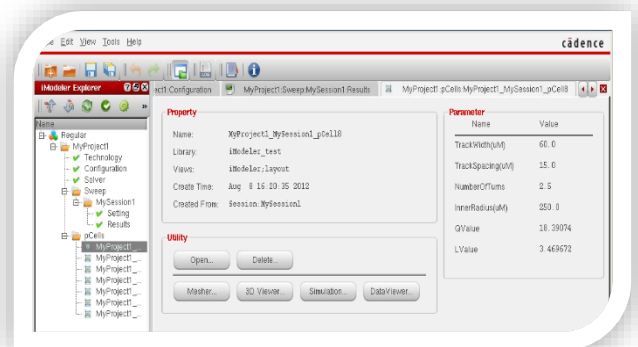 Edit View Tools Help
cādence
iModeler Explorer
ect1:Configuration
MyProject1:Sweep:MySession1:Results
MyProject1:pCells:MyProject1_MySession1_pCell8
Name
Regular
MyProject1
Technology
Configuration
Solver
Sweep
MySession1
Setting
Results
pCells
MyProject1_...
MyProject1_...
MyProject1_...
MyProject1_...
MyProject1_...
MyProject1_...
Property
Name: MyProject1_MySession1_pCell8
Library: iModeler_test
Views: iModeler;layout
Create Time: Aug 8 16:20:35 2012
Created From: Session:MySession1
Utility
Open... Delete...
Mesher... 3D Viewer... Simulation... DataViewer...
Parameter
Name Value
TrackWidth(uM) 60.0
TrackSpacing(uM) 15.0
NumberOfTurns 2.5
InnerRadius(uM) 250.0
QValue 18.39074
LValue 3.469672